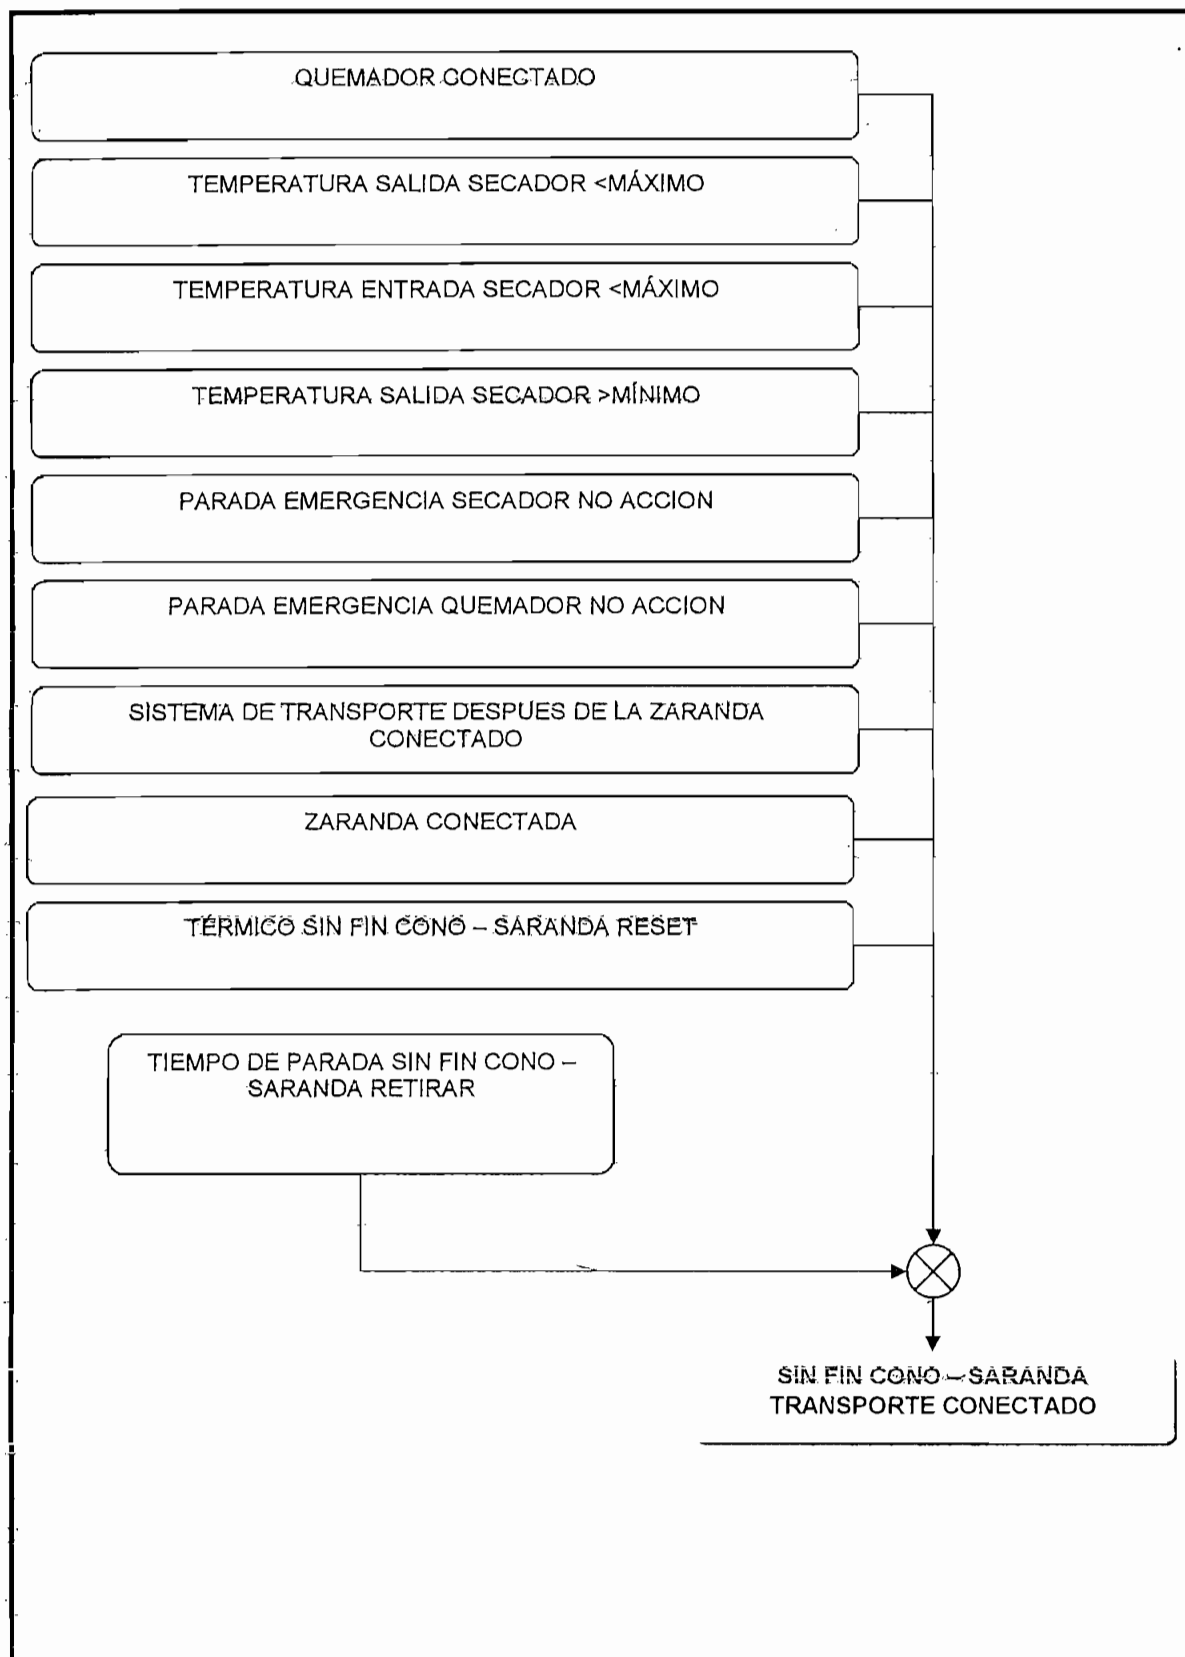 QUEMADOR CONECTADO
TEMPERATURA SALIDA SECADOR <MÁXIMO
TEMPERATURA ENTRADA SECADOR <MÁXIMO
TEMPERATURA SALIDA SECADOR >MÍNIMO
PARADA EMERGENCIA SECADOR NO ACCION
PARADA EMERGENCIA QUEMADOR NO ACCION
SISTEMA DE TRANSPORTE DESPUES DE LA ZARANDA
CONECTADO
ZARANDA CONECTADA
TÉRMICO SIN FIN CONO – SARANDA RESET
TIEMPO DE PARADA SIN FIN CONO –
SARANDA RETIRAR
SIN FIN CONO – SARANDA
TRANSPORTE CONECTADO